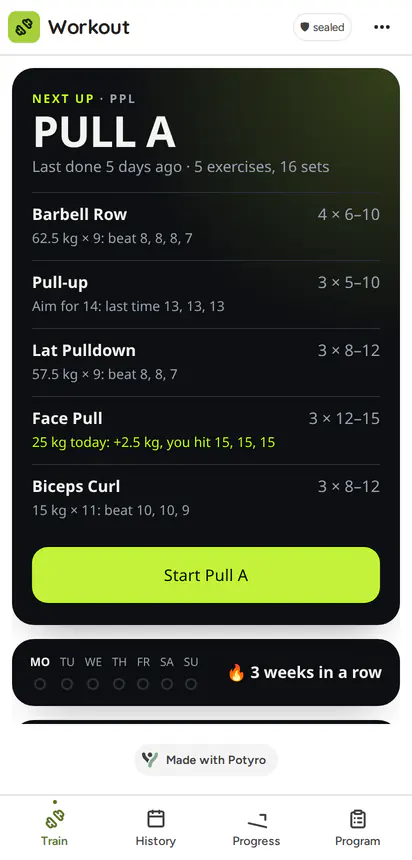 Workout
sealed
NEXT UP · PPL
PULL A
Last done 5 days ago · 5 exercises, 16 sets
Barbell Row 4 × 6–10
62.5 kg × 9: beat 8, 8, 8, 7
Pull-up 3 × 5–10
Aim for 14: last time 13, 13, 13
Lat Pulldown 3 × 8–12
57.5 kg × 9: beat 8, 8, 7
Face Pull 3 × 12–15
25 kg today: +2.5 kg, you hit 15, 15, 15
Biceps Curl 3 × 8–12
15 kg × 11: beat 10, 10, 9
Start Pull A
MO TU WE TH FR SA SU
🔥 3 weeks in a row
Made with Potyro
Train History Progress Program